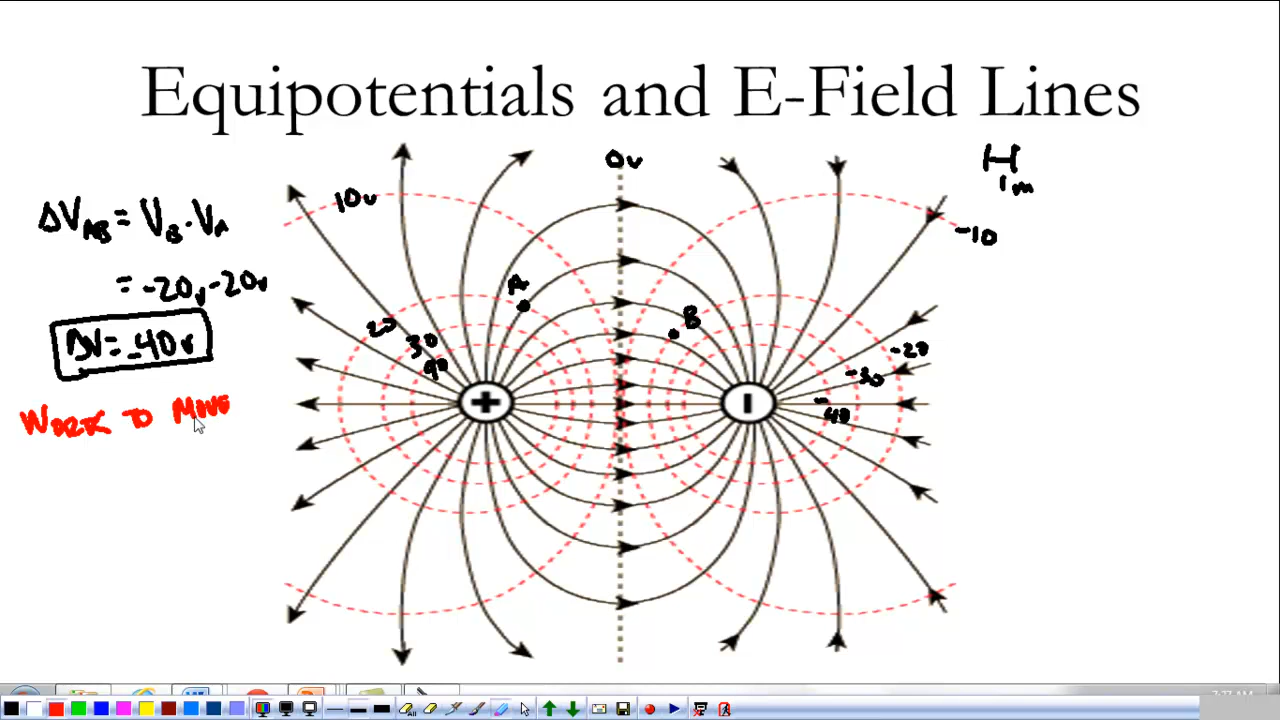 Equipotentials and E-Field Lines
0v
H
1m
10v
-10
ΔV_AB = V_B - V_A
= -20v - 20v
ΔV = -40v
A
B
20
30
40
-20
-30
-40
+
-
WORK TO MOVE